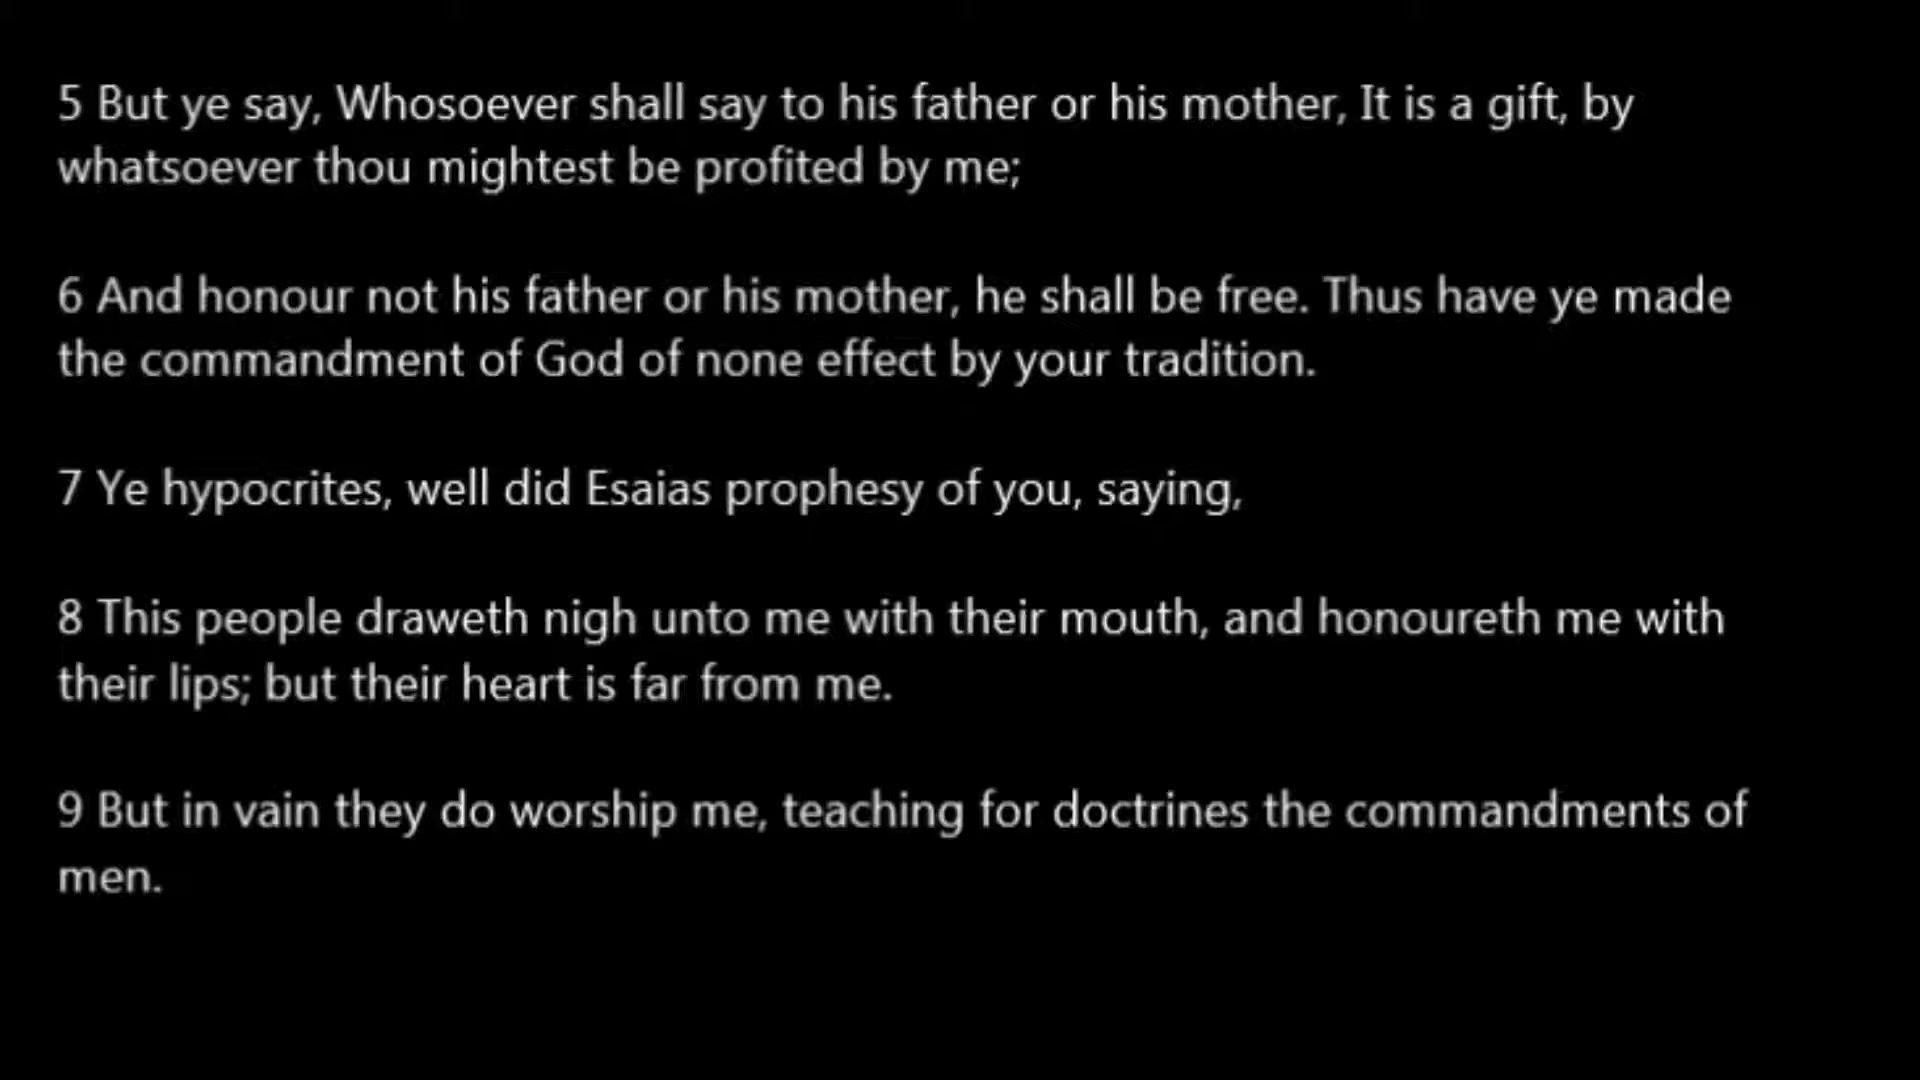 5 But ye say, Whosoever shall say to his father or his mother, It is a gift, by
whatsoever thou mightest be profited by me;
6 And honour not his father or his mother, he shall be free. Thus have ye made
the commandment of God of none effect by your tradition.
7 Ye hypocrites, well did Esaias prophesy of you, saying,
8 This people draweth nigh unto me with their mouth, and honoureth me with
their lips; but their heart is far from me.
9 But in vain they do worship me, teaching for doctrines the commandments of
men.